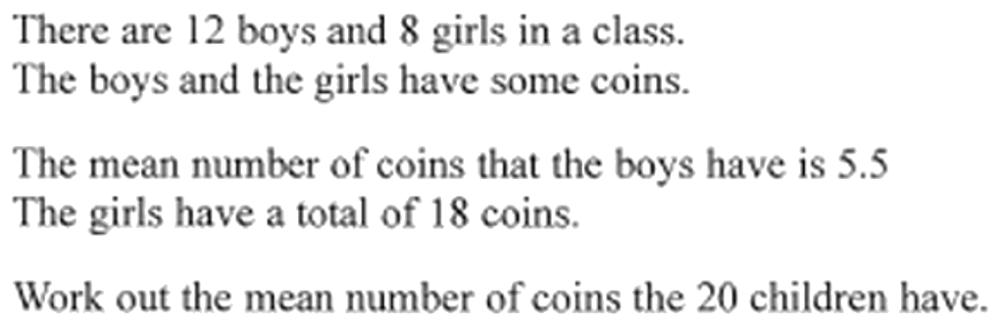 There are 12 boys and 8 girls in a class.
The boys and the girls have some coins.
The mean number of coins that the boys have is 5.5
The girls have a total of 18 coins.
Work out the mean number of coins the 20 children have.